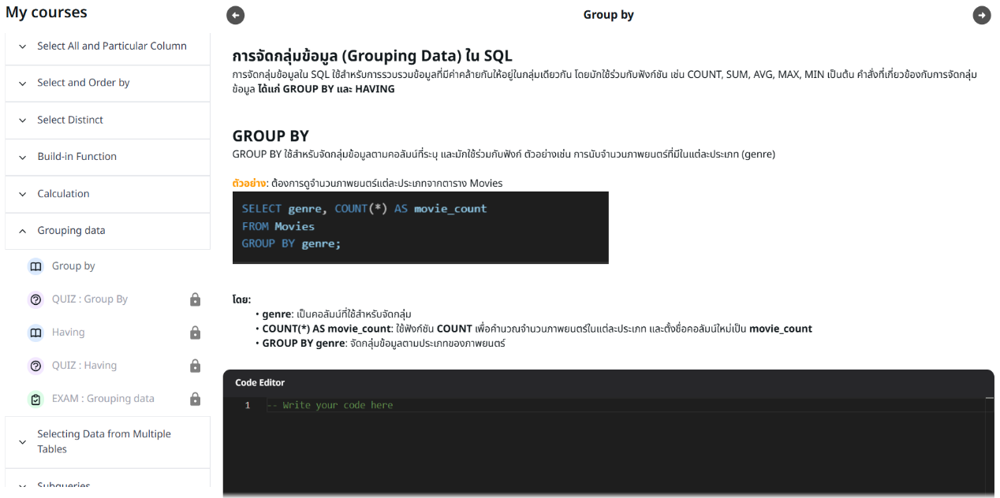 My courses
Select All and Particular Column
Select and Order by
Select Distinct
Build-in Function
Calculation
Grouping data
Group by
QUIZ : Group By
Having
QUIZ : Having
EXAM : Grouping data
Selecting Data from Multiple
Tables
Subqueries
Group by
การจัดกลุ่มข้อมูล (Grouping Data) ใน SQL
การจัดกลุ่มข้อมูลใน SQL ใช้สำหรับการรวบรวมข้อมูลที่มีค่าคล้ายกันให้อยู่ในกลุ่มเดียวกัน โดยมักใช้ร่วมกับฟังก์ชัน เช่น COUNT, SUM, AVG, MAX, MIN เป็นต้น คำสั่งที่เกี่ยวข้องกับการจัดกลุ่ม
ข้อมูล ได้แก่ GROUP BY และ HAVING
GROUP BY
GROUP BY ใช้สำหรับจัดกลุ่มข้อมูลตามคอลัมน์ที่ระบุ และมักใช้ร่วมกับฟังก์ ตัวอย่างเช่น การนับจำนวนภาพยนตร์ที่มีในแต่ละประเภท (genre)
ตัวอย่าง: ต้องการดูจำนวนภาพยนตร์แต่ละประเภทจากตาราง Movies
SELECT genre, COUNT(*) AS movie_count
FROM Movies
GROUP BY genre;
โดย:
• genre: เป็นคอลัมน์ที่ใช้สำหรับจัดกลุ่ม
• COUNT(*) AS movie_count: ใช้ฟังก์ชัน COUNT เพื่อคำนวณจำนวนภาพยนตร์ในแต่ละประเภท และตั้งชื่อคอลัมน์ใหม่เป็น movie_count
• GROUP BY genre: จัดกลุ่มข้อมูลตามประเภทของภาพยนตร์
Code Editor
1 -- Write your code here